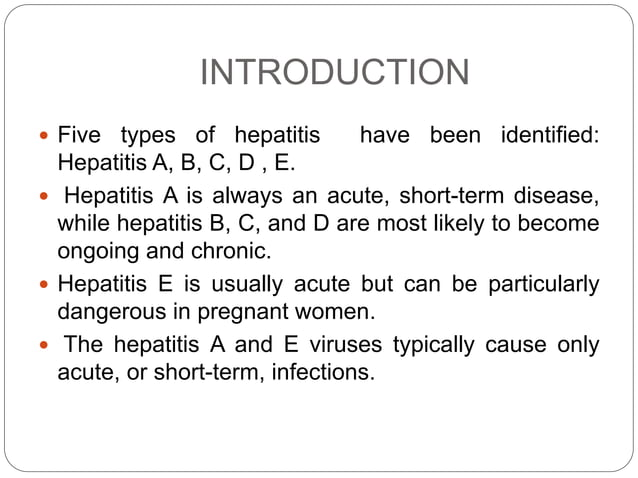 INTRODUCTION
• Five types of hepatitis have been identified:
Hepatitis A, B, C, D , E.
• Hepatitis A is always an acute, short-term disease,
while hepatitis B, C, and D are most likely to become
ongoing and chronic.
• Hepatitis E is usually acute but can be particularly
dangerous in pregnant women.
• The hepatitis A and E viruses typically cause only
acute, or short-term, infections.